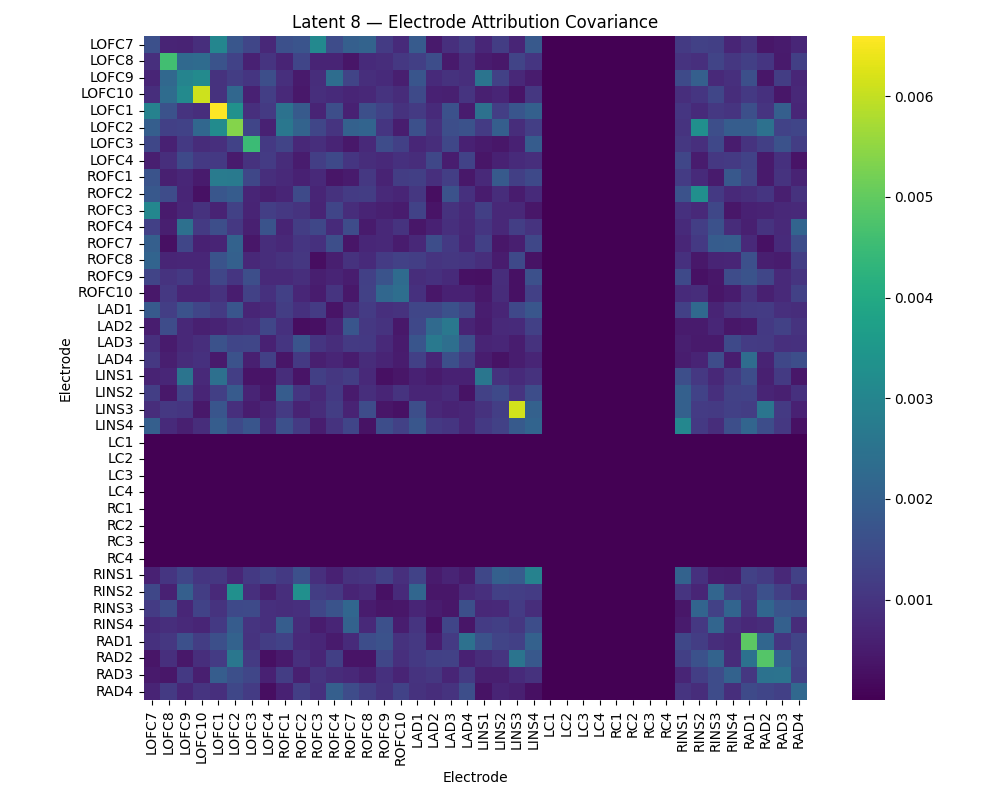 Latent 8 — Electrode Attribution Covariance
Electrode
LOFC7
LOFC8
LOFC9
LOFC10
LOFC1
LOFC2
LOFC3
LOFC4
ROFC1
ROFC2
ROFC3
ROFC4
ROFC7
ROFC8
ROFC9
ROFC10
LAD1
LAD2
LAD3
LAD4
LINS1
LINS2
LINS3
LINS4
LC1
LC2
LC3
LC4
RC1
RC2
RC3
RC4
RINS1
RINS2
RINS3
RINS4
RAD1
RAD2
RAD3
RAD4
0.006
0.005
0.004
0.003
0.002
0.001
LOFC7
LOFC8
LOFC9
LOFC10
LOFC1
LOFC2
LOFC3
LOFC4
ROFC1
ROFC2
ROFC3
ROFC4
ROFC7
ROFC8
ROFC9
ROFC10
LAD1
LAD2
LAD3
LAD4
LINS1
LINS2
LINS3
LINS4
LC1
LC2
LC3
LC4
RC1
RC2
RC3
RC4
RINS1
RINS2
RINS3
RINS4
RAD1
RAD2
RAD3
RAD4
Electrode